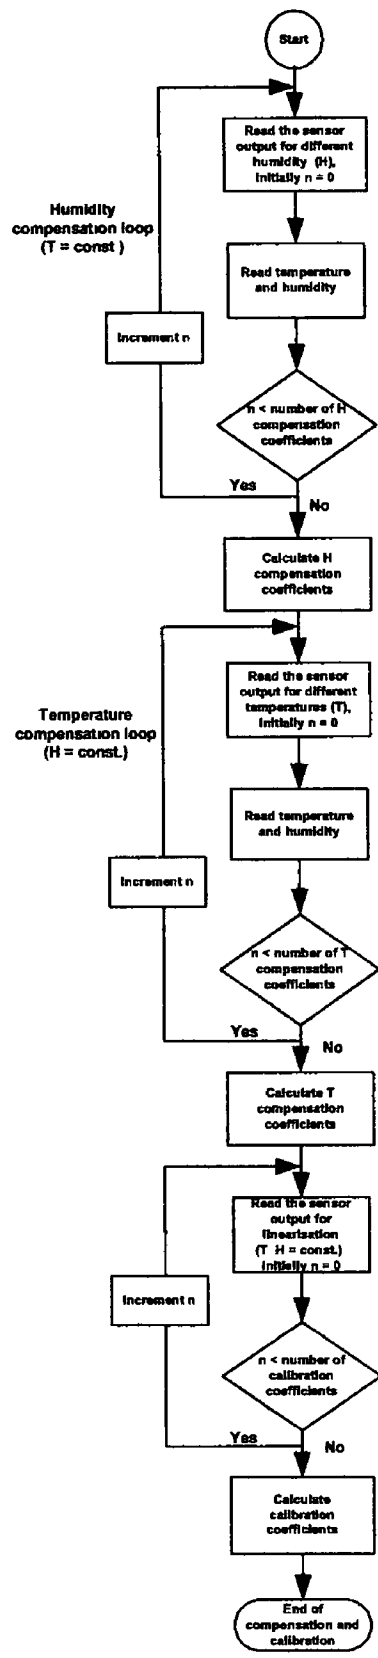 Start
Read the sensor
output for different
humidity (H),
initially n = 0
Humidity
compensation loop
(T = const )
Read temperature
and humidity
Increment n
n < number of H
compensation
coefficients
Yes
No
Calculate H
compensation
coefficients
Read the sensor
output for different
temperatures (T),
initially n = 0
Temperature
compensation loop
(H = const.)
Read temperature
and humidity
Increment n
n < number of T
compensation
coefficients
Yes
No
Calculate T
compensation
coefficients
Read the sensor
output for
linearisation
(T H = const.)
initially n = 0
Increment n
n < number of
calibration
coefficients
Yes
No
Calculate
calibration
coefficients
End of
compensation and
calibration